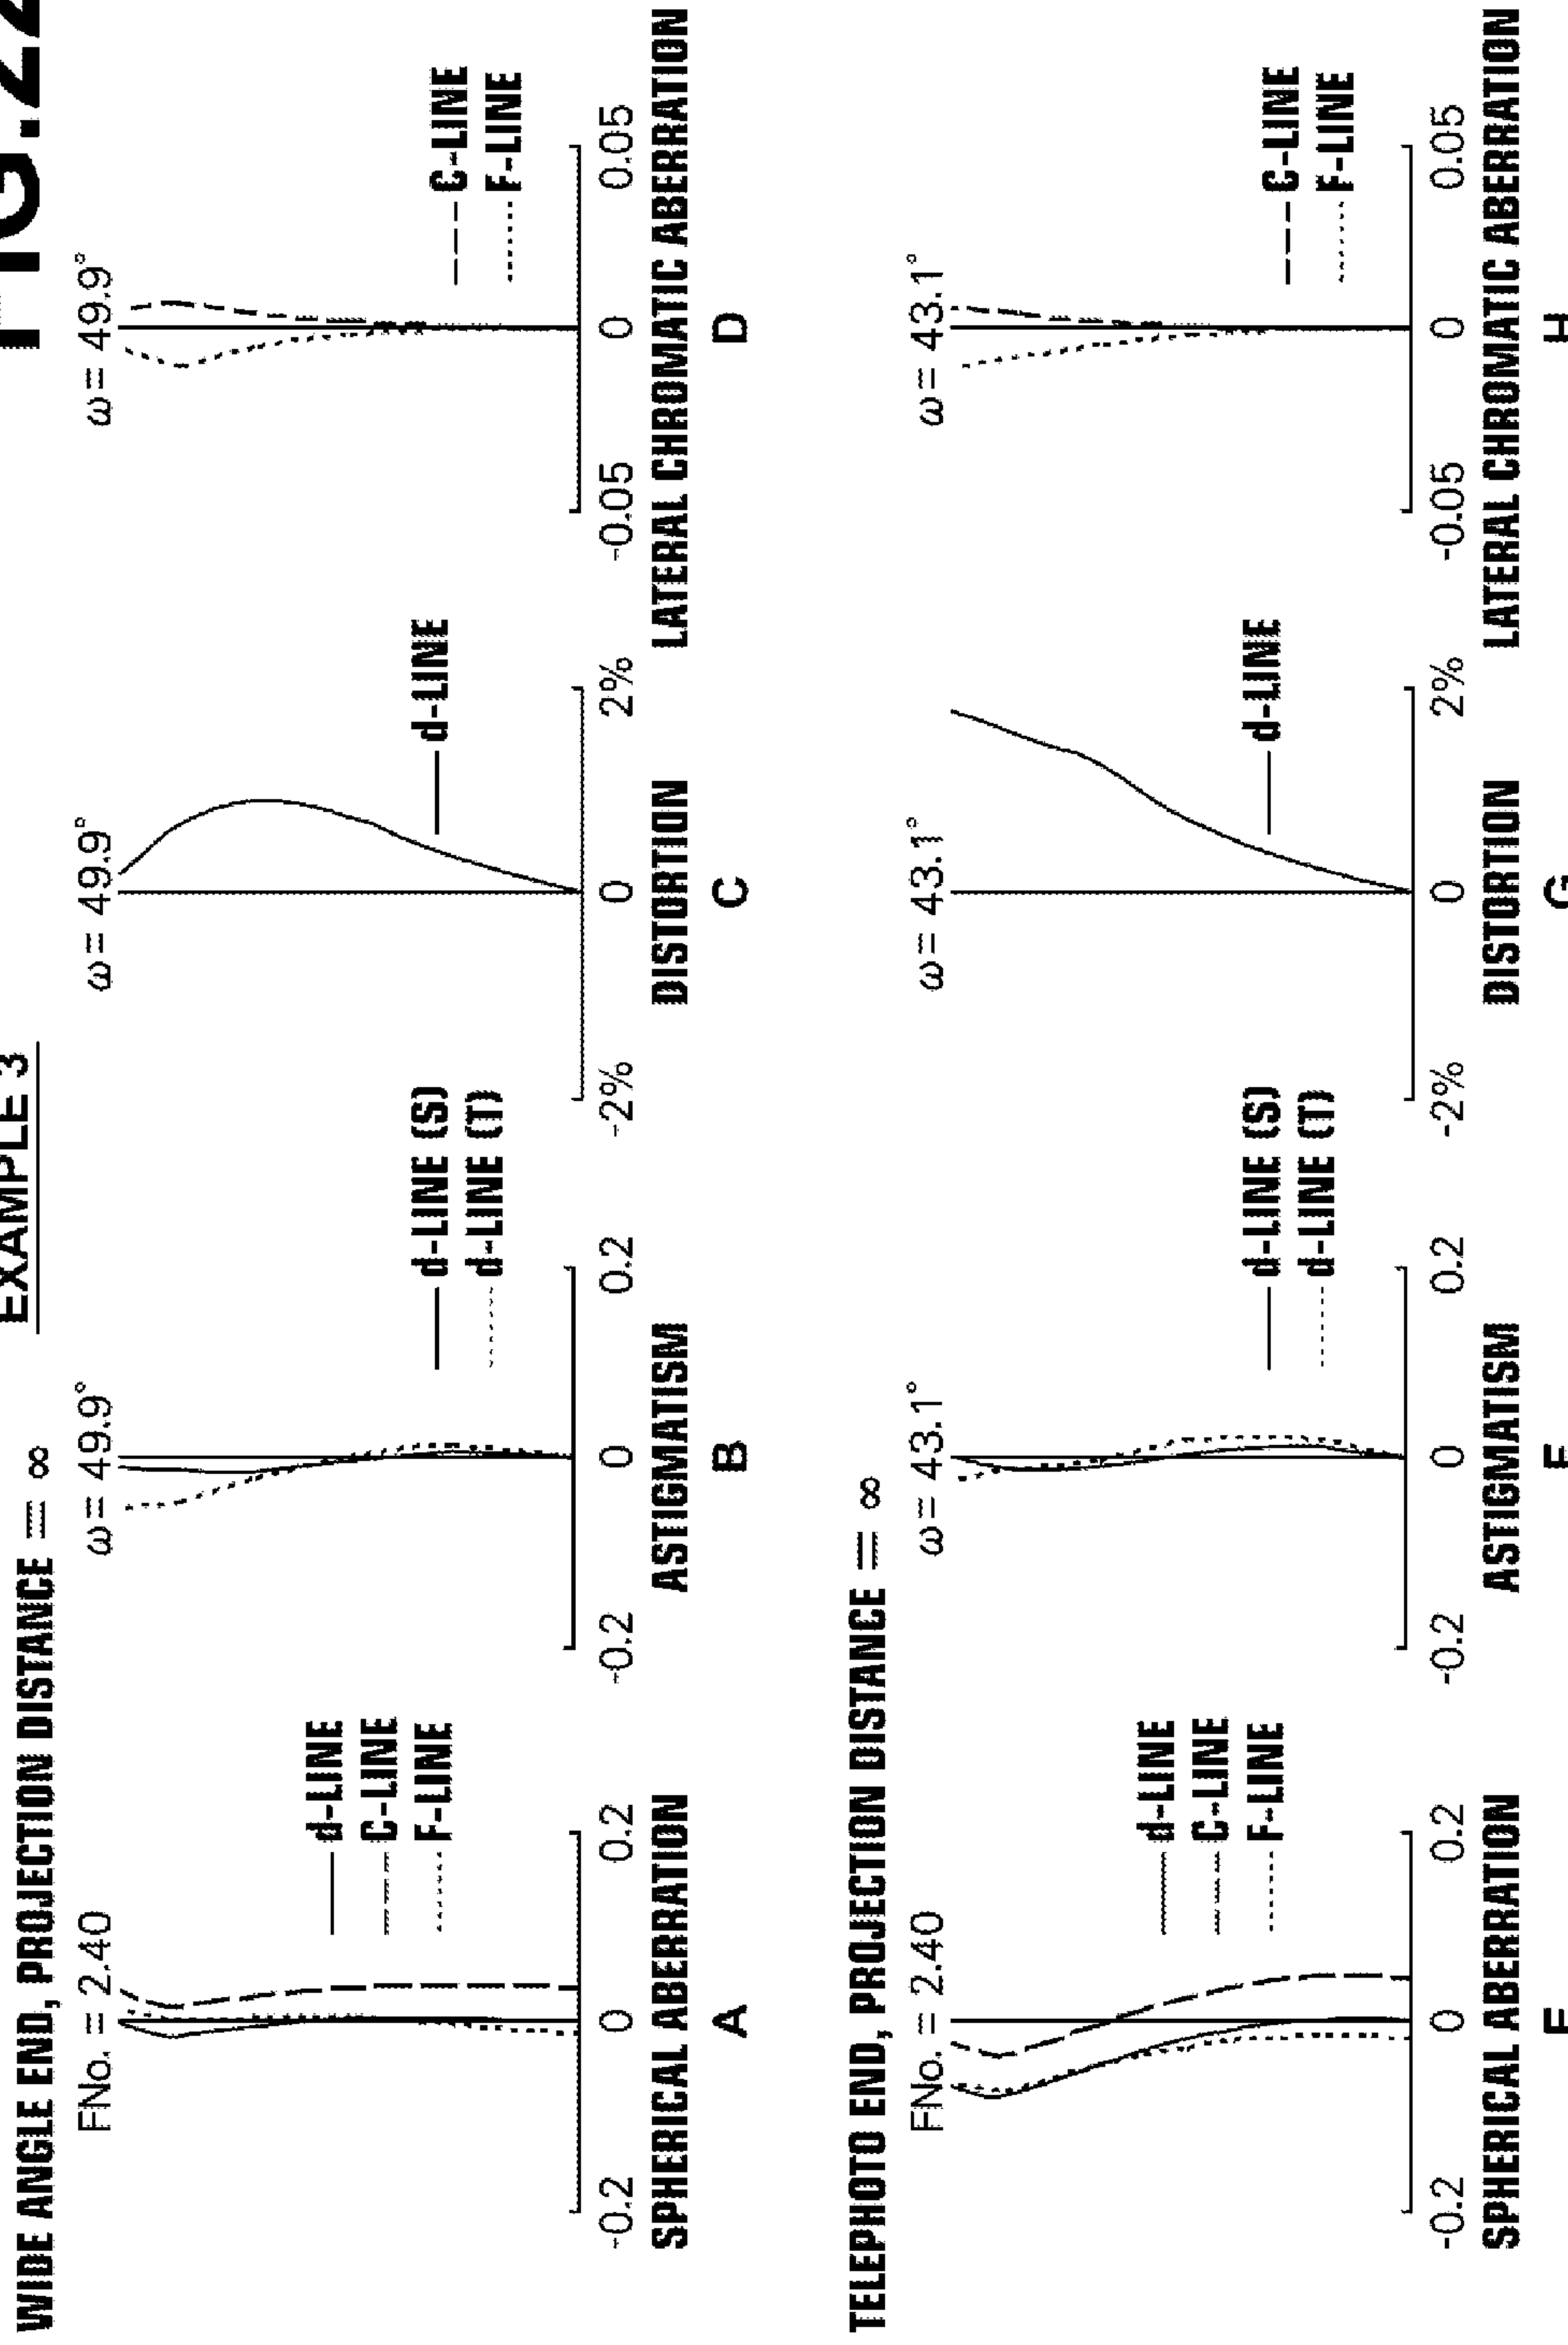 FIG.22
EXAMPLE 3
WIDE ANGLE END, PROJECTION DISTANCE = ∞
FNo. = 2.40
d-LINE
C-LINE
F-LINE
-0.2 0 0.2
SPHERICAL ABERRATION
A
ω= 49.9°
d-LINE (S)
d-LINE (T)
-0.2 0 0.2
ASTIGMATISM
B
ω= 49.9°
d-LINE
-2% 0 2%
DISTORTION
C
ω= 49.9°
C-LINE
F-LINE
-0.05 0 0.05
LATERAL CHROMATIC ABERRATION
D
TELEPHOTO END, PROJECTION DISTANCE = ∞
FNo. = 2.40
d-LINE
C-LINE
F-LINE
-0.2 0 0.2
SPHERICAL ABERRATION
ω= 43.1°
d-LINE (S)
d-LINE (T)
-0.2 0 0.2
ASTIGMATISM
ω= 43.1°
d-LINE
-2% 0 2%
DISTORTION
G
ω= 43.1°
C-LINE
F-LINE
-0.05 0 0.05
LATERAL CHROMATIC ABERRATION
H